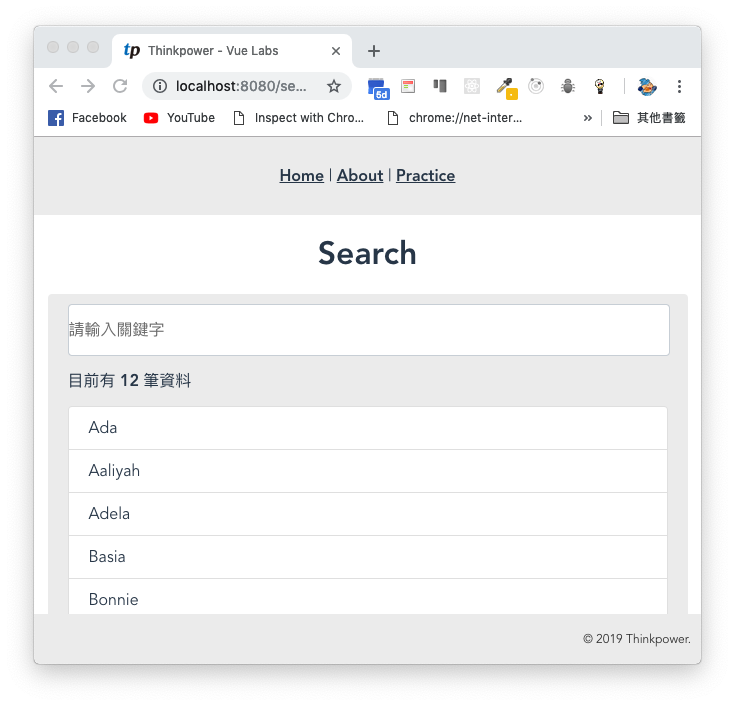 tp Thinkpower - Vue Labs
localhost:8080/se...
6d
Facebook YouTube Inspect with Chro... chrome://net-inter... » 其他書籤
Home | About | Practice
Search
請輸入關鍵字
目前有 12 筆資料
Ada
Aaliyah
Adela
Basia
Bonnie
© 2019 Thinkpower.